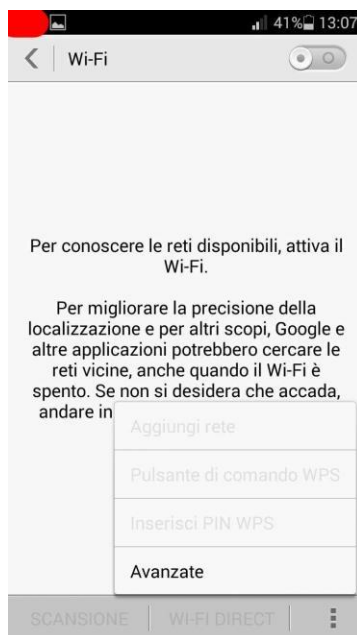 41% 13:07
Wi-Fi
Per conoscere le reti disponibili, attiva il
Wi-Fi.
Per migliorare la precisione della
localizzazione e per altri scopi, Google e
altre applicazioni potrebbero cercare le
reti vicine, anche quando il Wi-Fi è
spento. Se non si desidera che accada,
andare in
Aggiungi rete
Pulsante di comando WPS
Inserisci PIN WPS
Avanzate
SCANSIONE WI-FI DIRECT